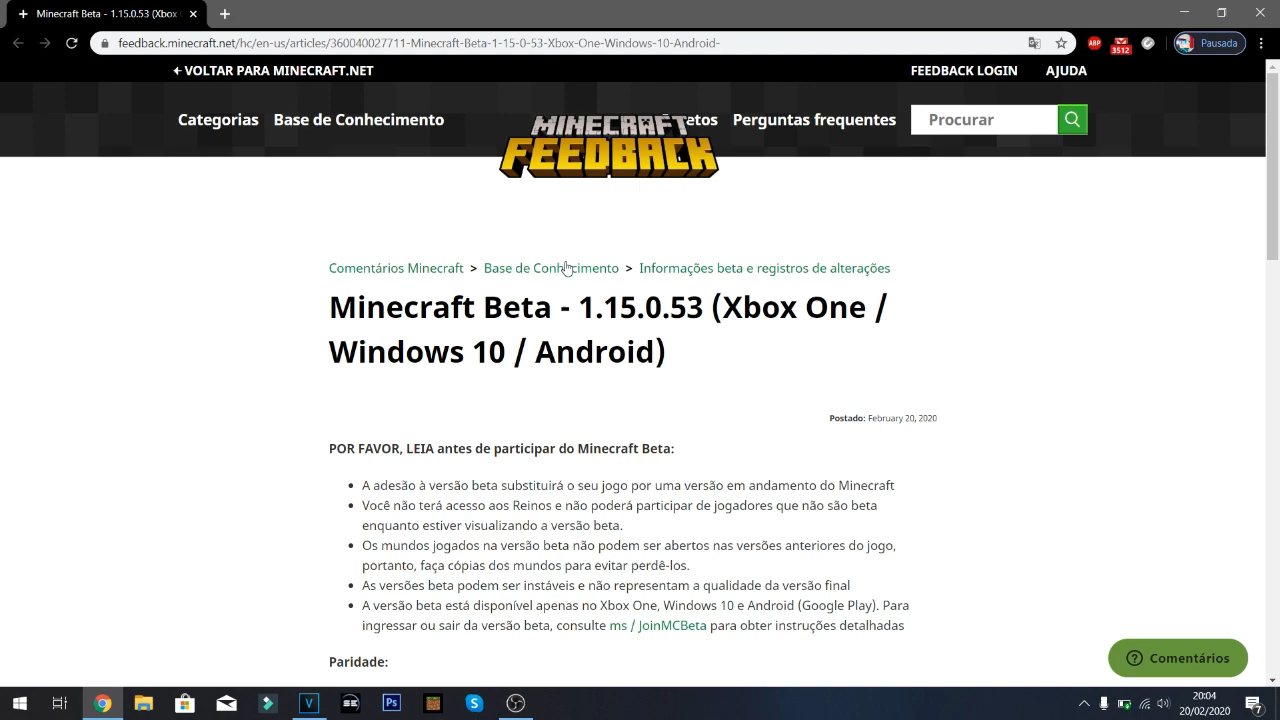 Minecraft Beta - 1.15.0.53 (Xbox
feedback.minecraft.net/hc/en-us/articles/360040027711-Minecraft-Beta-1-15-0-53-Xbox-One-Windows-10-Android-
ABP
3512
Pausada
VOLTAR PARA MINECRAFT.NET
FEEDBACK LOGIN AJUDA
Categorias Base de Conhecimento etos Perguntas frequentes Procurar
MINECRAFT
FEEDBACK
Comentários Minecraft > Base de Conhecimento > Informações beta e registros de alterações
Minecraft Beta - 1.15.0.53 (Xbox One /
Windows 10 / Android)
Postado: February 20, 2020
POR FAVOR, LEIA antes de participar do Minecraft Beta:
• A adesão à versão beta substituirá o seu jogo por uma versão em andamento do Minecraft
• Você não terá acesso aos Reinos e não poderá participar de jogadores que não são beta
enquanto estiver visualizando a versão beta.
• Os mundos jogados na versão beta não podem ser abertos nas versões anteriores do jogo,
portanto, faça cópias dos mundos para evitar perdê-los.
• As versões beta podem ser instáveis e não representam a qualidade da versão final
• A versão beta está disponível apenas no Xbox One, Windows 10 e Android (Google Play). Para
ingressar ou sair da versão beta, consulte ms / JoinMCBeta para obter instruções detalhadas
Paridade:
Comentários
V
Ps
S
20:04
20/02/2020
7